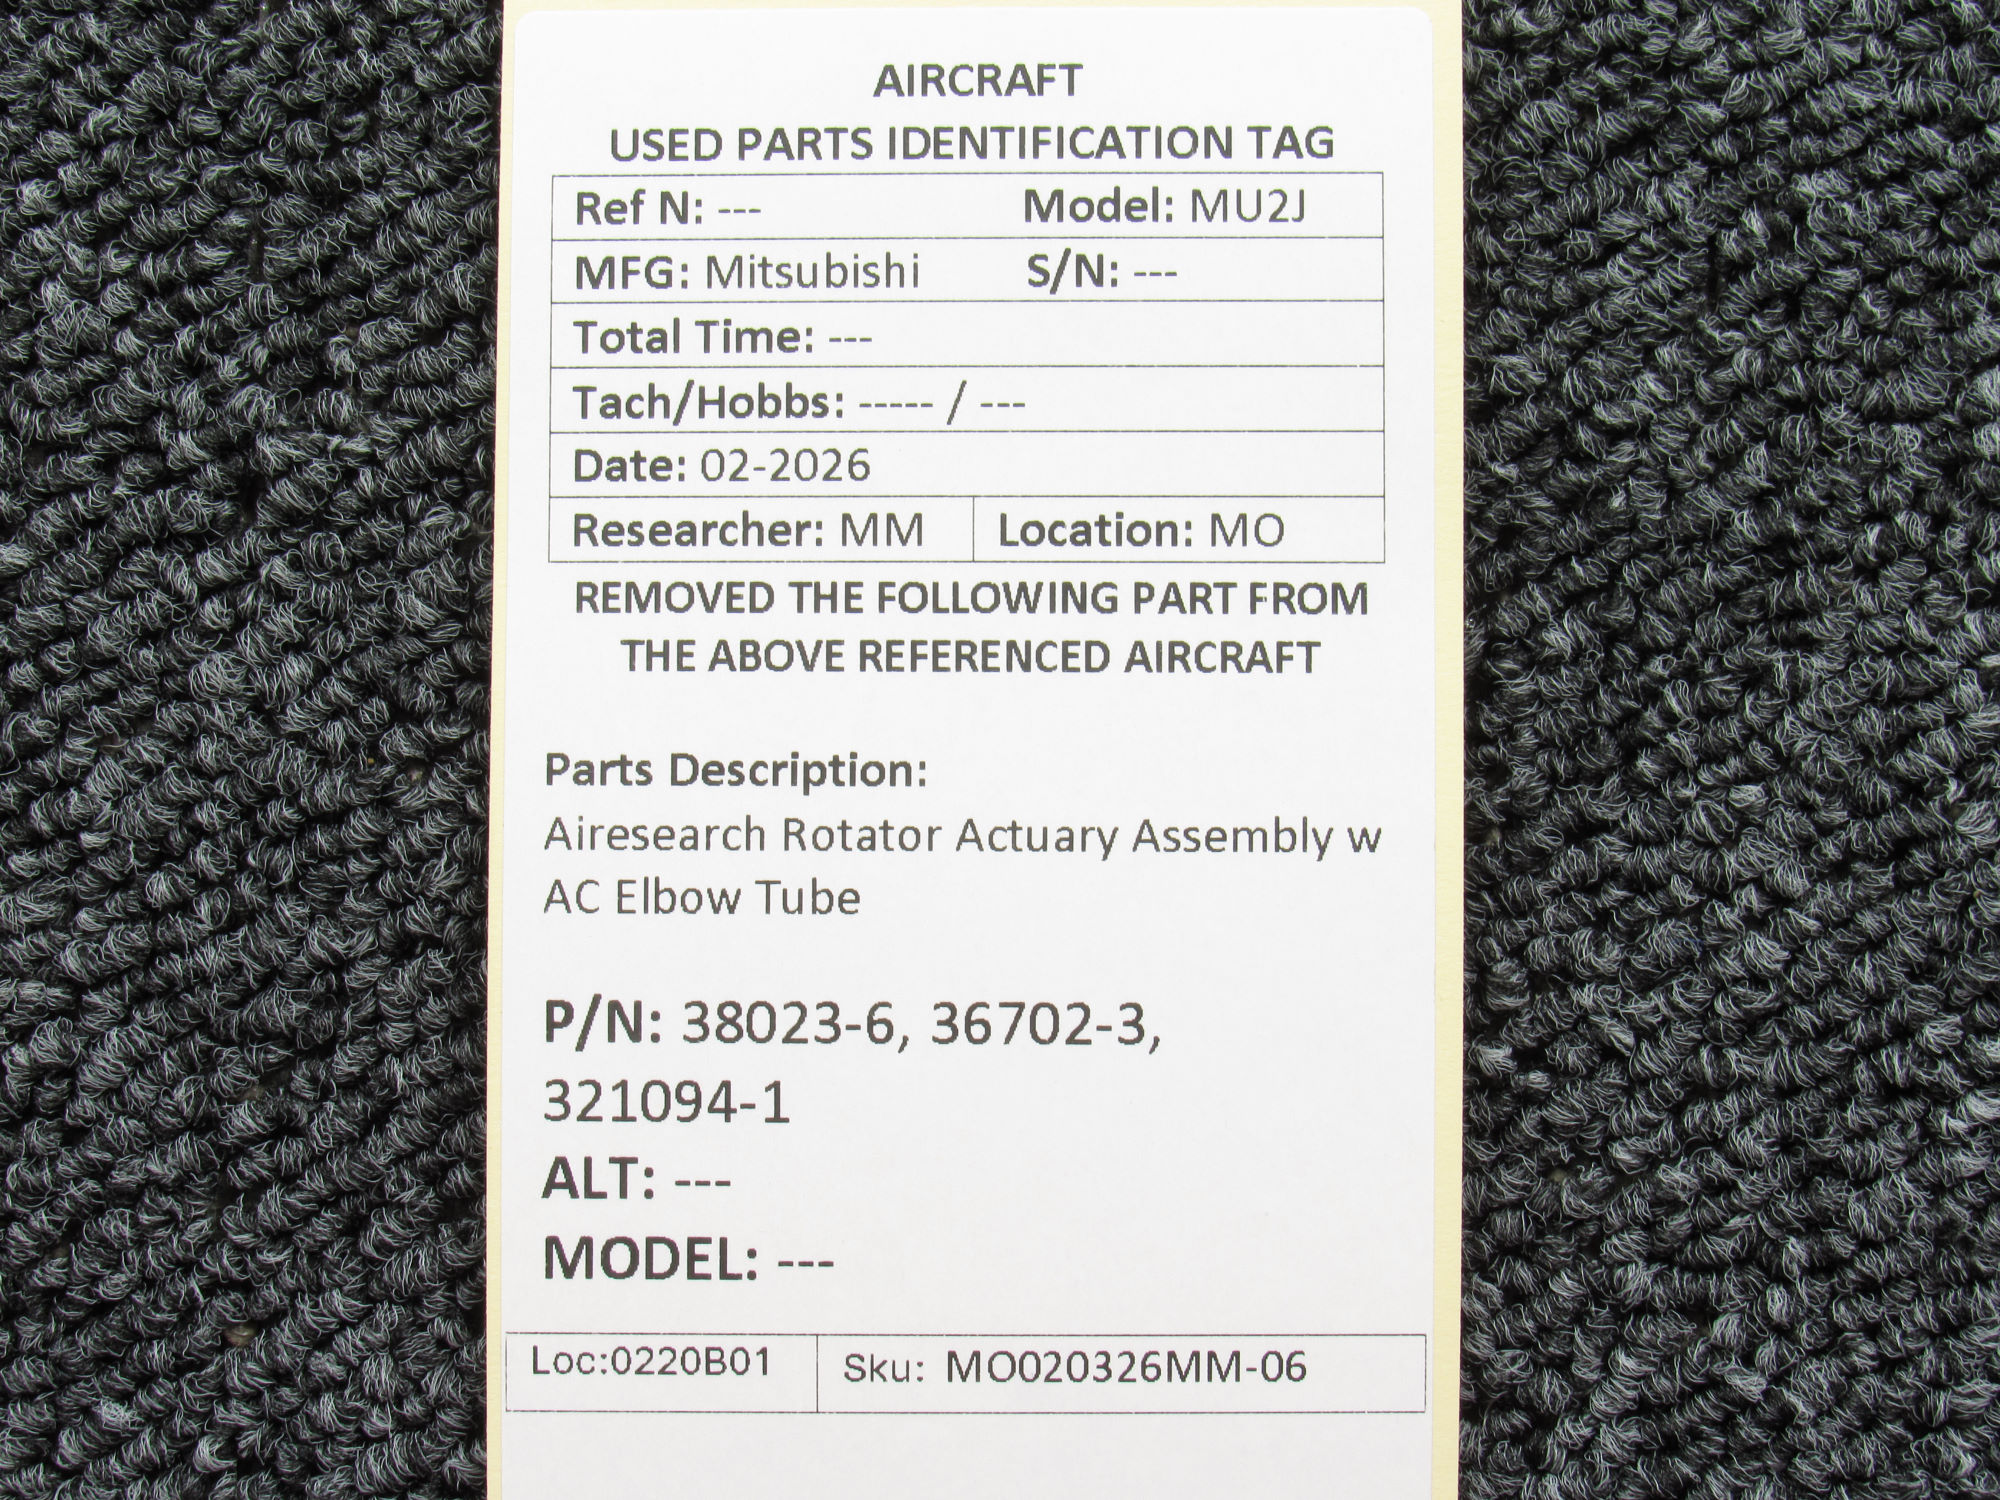 AIRCRAFT
USED PARTS IDENTIFICATION TAG
Ref N: --- Model: MU2J
MFG: Mitsubishi S/N: ---
Total Time: ---
Tach/Hobbs: ----- / ---
Date: 02-2026
Researcher: MM Location: MO
REMOVED THE FOLLOWING PART FROM
THE ABOVE REFERENCED AIRCRAFT
Parts Description:
Airesearch Rotator Actuary Assembly w
AC Elbow Tube
P/N: 38023-6, 36702-3,
321094-1
ALT: ---
MODEL: ---
Loc:0220B01 Sku: MO020326MM-06